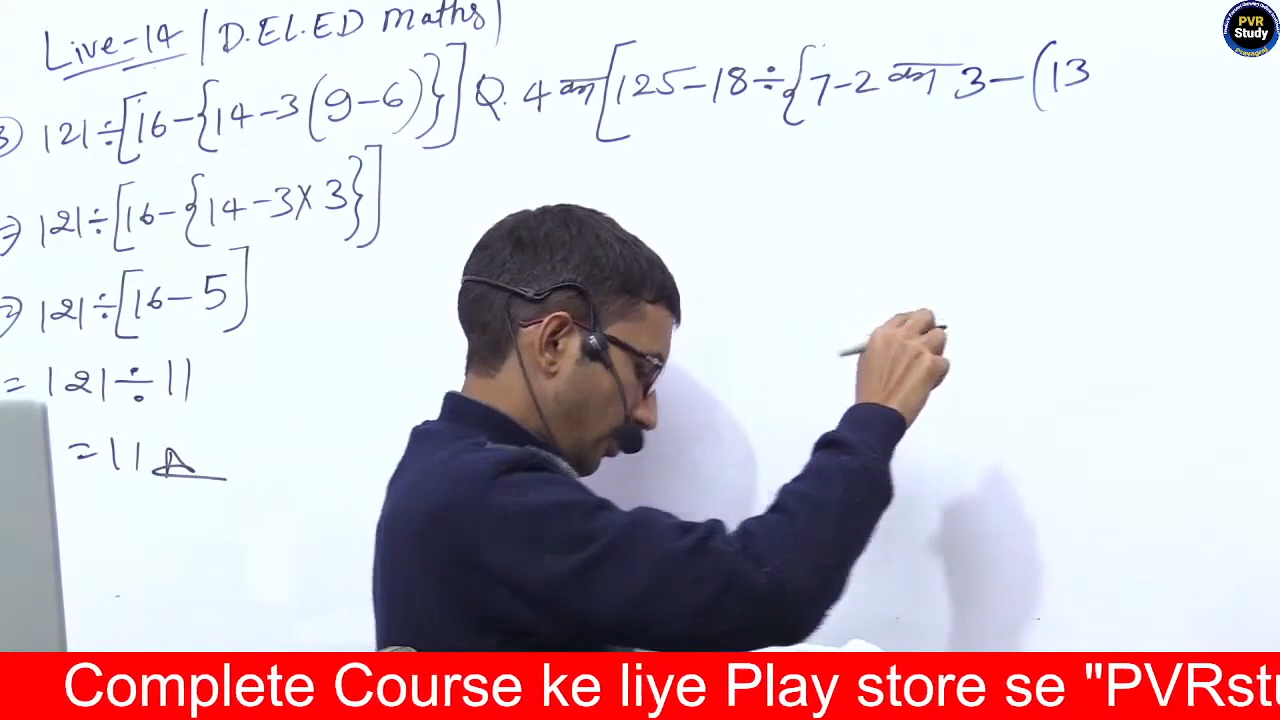 Live-14 | D.EL.ED Maths |
3) 121÷[16-{14-3(9-6)}] Q. 4 का [125-18÷{7-2 का 3-(13
⇒ 121÷[16-{14-3×3}]
⇒ 121÷[16-5]
= 121÷11
=11 A
PVR
Study
Prayagraj
Complete Course ke liye Play store se "PVRstu